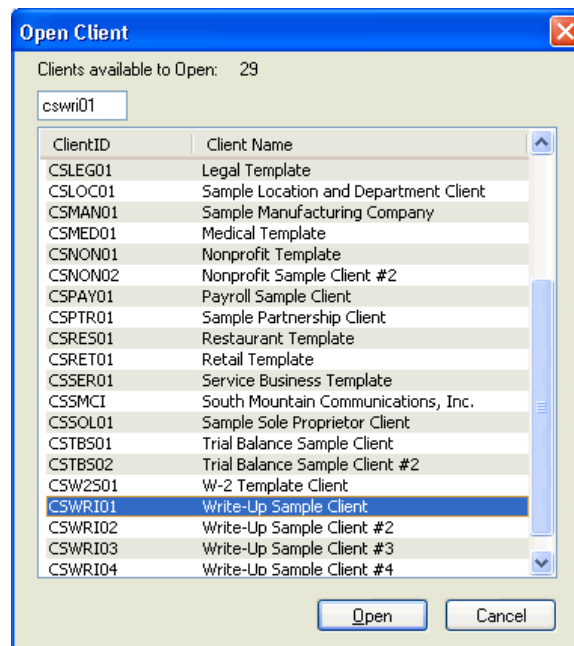 Open Client
Clients available to Open: 29
cswri01
ClientID Client Name
CSLEG01 Legal Template
CSLOC01 Sample Location and Department Client
CSMAN01 Sample Manufacturing Company
CSMED01 Medical Template
CSNON01 Nonprofit Template
CSNON02 Nonprofit Sample Client #2
CSPAY01 Payroll Sample Client
CSPTR01 Sample Partnership Client
CSRES01 Restaurant Template
CSRET01 Retail Template
CSSER01 Service Business Template
CSSMCI South Mountain Communications, Inc.
CSSOL01 Sample Sole Proprietor Client
CSTBS01 Trial Balance Sample Client
CSTBS02 Trial Balance Sample Client #2
CSW2S01 W-2 Template Client
CSWRI01 Write-Up Sample Client
CSWRI02 Write-Up Sample Client #2
CSWRI03 Write-Up Sample Client #3
CSWRI04 Write-Up Sample Client #4
Open Cancel